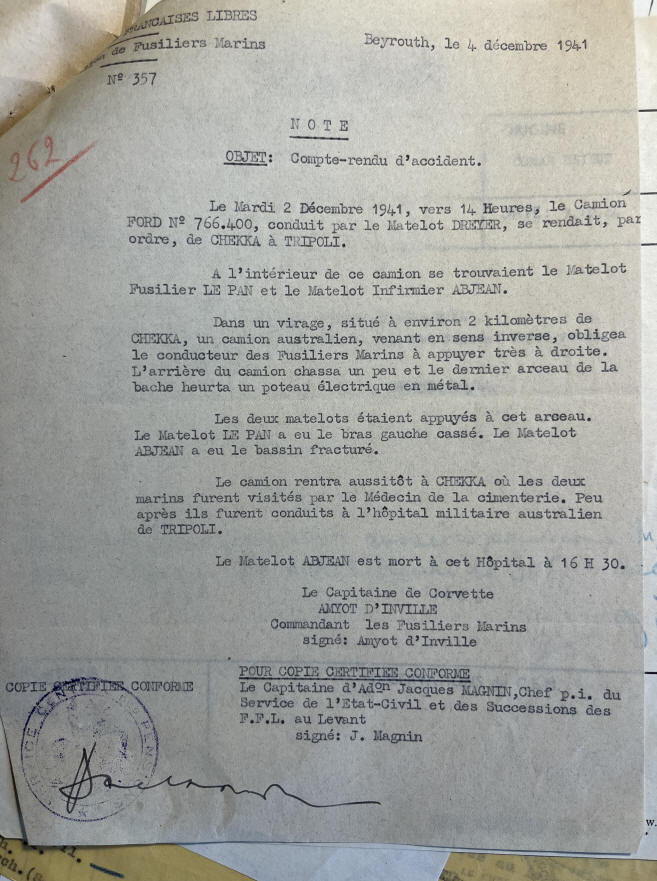 FRANCAISES LIBRES
de Fusiliers Marins
Beyrouth, le 4 décembre 1941
Nº 357
262
N O T E
OBJET: Compte-rendu d'accident.
Le Mardi 2 Décembre 1941, vers 14 Heures, le Camion
FORD Nº 766.400, conduit par le Matelot DREYER, se rendait, par
ordre, de CHEKKA à TRIPOLI.
A l'intérieur de ce camion se trouvaient le Matelot
Fusilier LE PAN et le Matelot Infirmier ABJEAN.
Dans un virage, situé à environ 2 kilomètres de
CHEKKA, un camion australien, venant en sens inverse, obligea
le conducteur des Fusiliers Marins à appuyer très à droite.
L'arrière du camion chassa un peu et le dernier arceau de la
bache heurta un poteau électrique en métal.
Les deux matelots étaient appuyés à cet arceau.
Le Matelot LE PAN a eu le bras gauche cassé. Le Matelot
ABJEAN a eu le bassin fracturé.
Le camion rentra aussitôt à CHEKKA où les deux
marins furent visités par le Médecin de la cimenterie. Peu
après ils furent conduits à l'hôpital militaire australien
de TRIPOLI.
Le Matelot ABJEAN est mort à cet Hôpital à 16 H 30.
Le Capitaine de Corvette
AMYOT D'INVILLE
Commandant les Fusiliers Marins
signé: Amyot d'Inville
POUR COPIE CERTIFIEE CONFORME
COPIE CERTIFIEE CONFORME
Le Capitaine d'Adon Jacques MAGNIN,Chef p.i. du
Service de l'Etat-Civil et des Successions des
F.F.L. au Levant
signé: J. Magnin